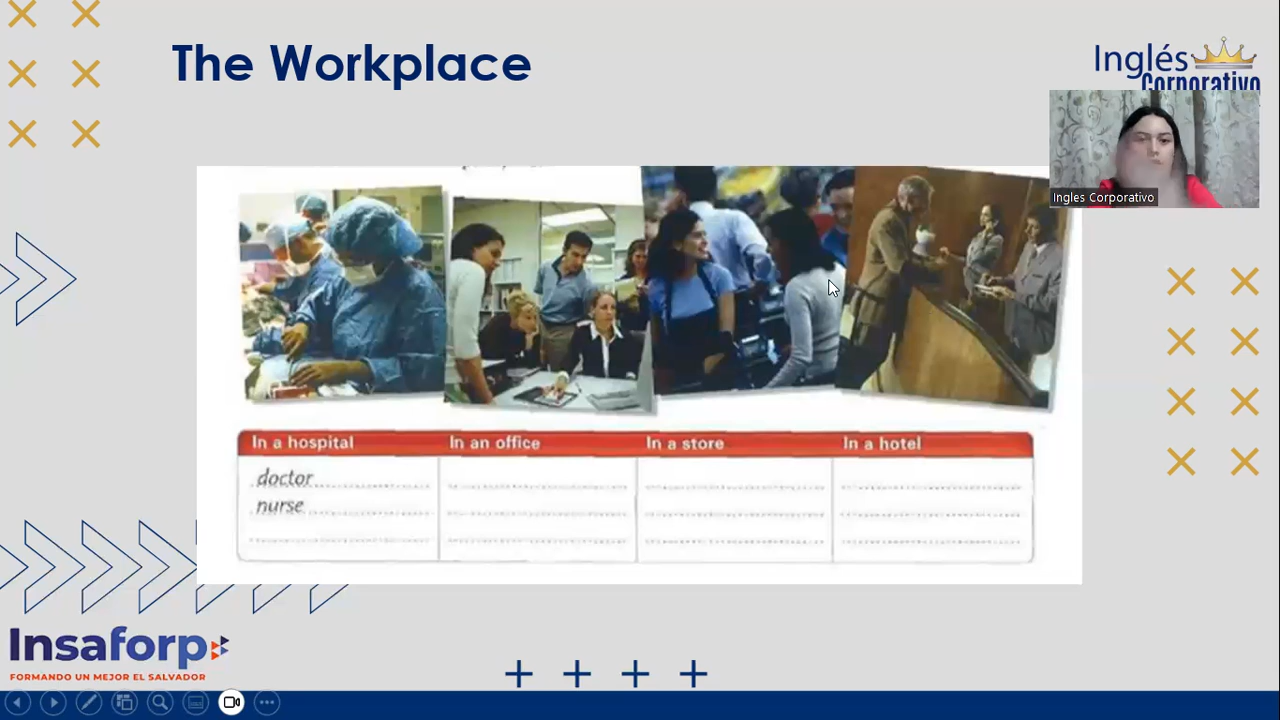 The Workplace
Inglés
Corporativo
Ingles Corporativo
In a hospital
In an office
In a store
In a hotel
doctor
nurse
Insaforp
FORMANDO UN MEJOR EL SALVADOR